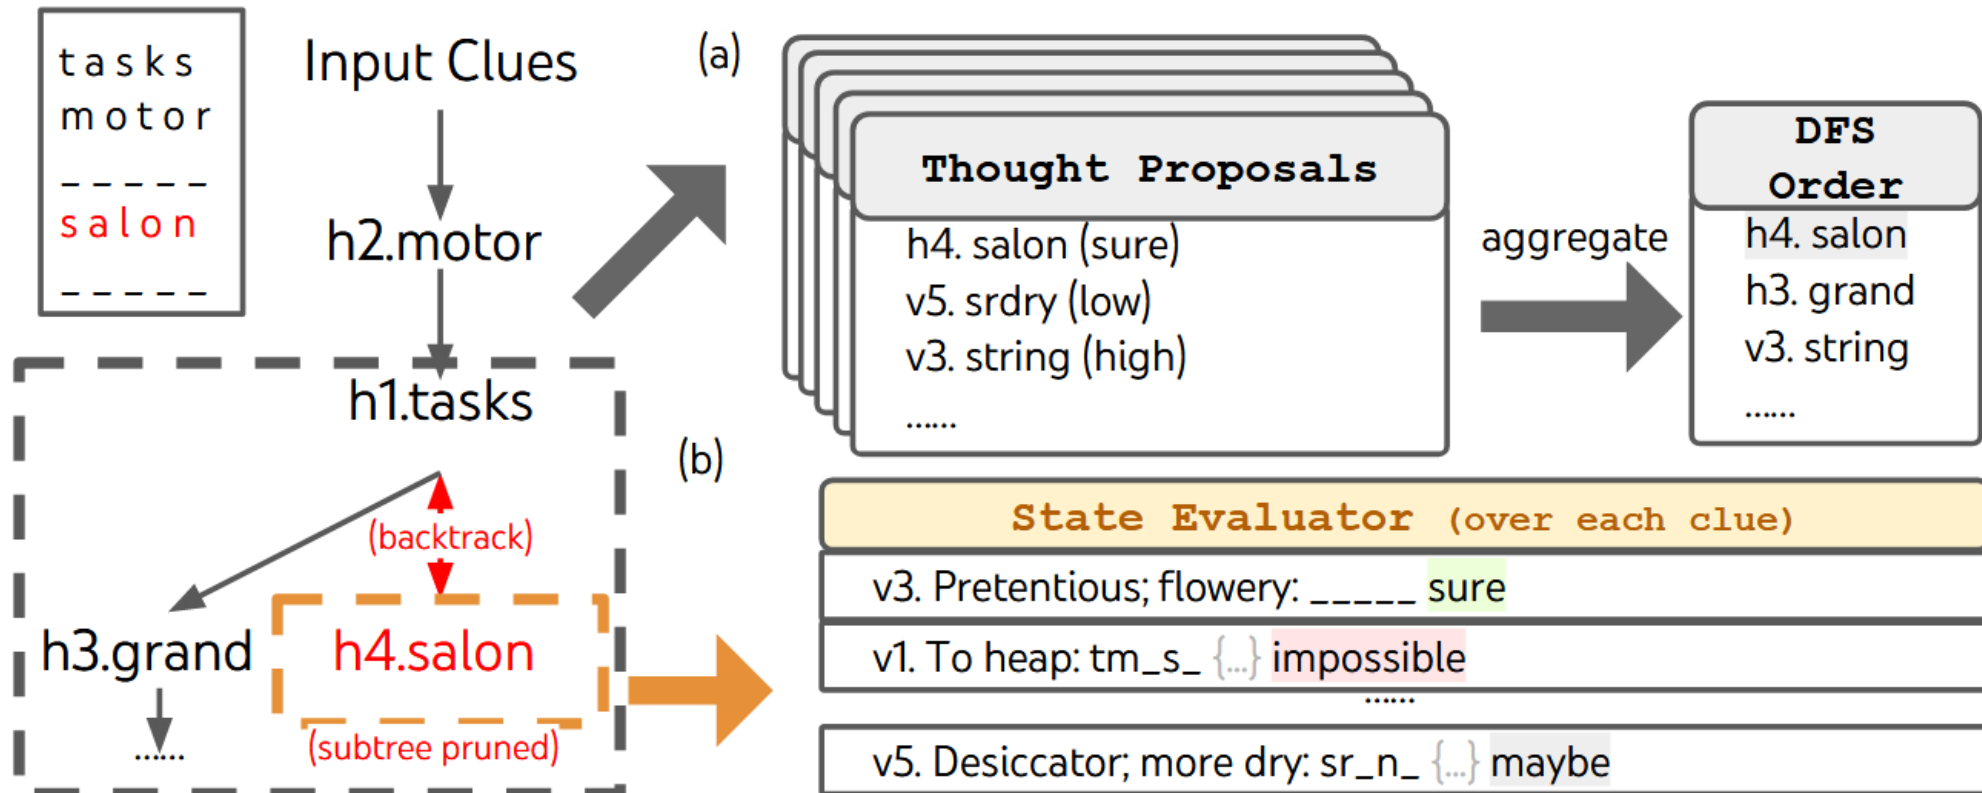 tasks
motor
_ _ _ _ _
salon
_ _ _ _ _
Input Clues
h2.motor
h1.tasks
(backtrack)
h3.grand
h4.salon
......
(subtree pruned)
(a)
Thought Proposals
h4. salon (sure)
v5. srdry (low)
v3. string (high)
......
aggregate
DFS
Order
h4. salon
h3. grand
v3. string
......
(b)
State Evaluator (over each clue)
v3. Pretentious; flowery: _____ sure
v1. To heap: tm_s_ {...} impossible
......
v5. Desiccator; more dry: sr_n_ {...} maybe